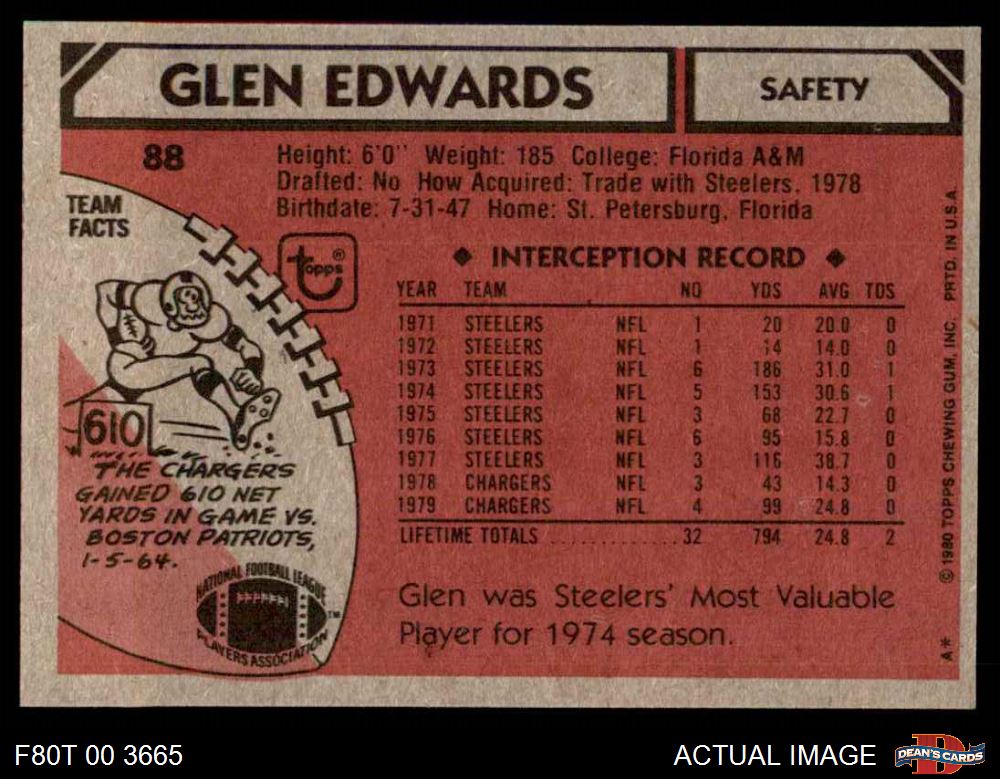 GLEN EDWARDS
SAFETY
88
Height: 6'0" Weight: 185 College: Florida A&M
Drafted: No How Acquired: Trade with Steelers, 1978
Birthdate: 7-31-47 Home: St. Petersburg, Florida
TEAM
FACTS
topps®
610
THE CHARGERS
GAINED 610 NET
YARDS IN GAME VS.
BOSTON PATRIOTS,
1-5-64.
NATIONAL FOOTBALL LEAGUE
PLAYERS ASSOCIATION
TM
◆ INTERCEPTION RECORD ◆
YEAR TEAM NO YDS AVG TDS
1971 STEELERS NFL 1 20 20.0 0
1972 STEELERS NFL 1 14 14.0 0
1973 STEELERS NFL 6 186 31.0 1
1974 STEELERS NFL 5 153 30.6 1
1975 STEELERS NFL 3 68 22.7 0
1976 STEELERS NFL 6 95 15.8 0
1977 STEELERS NFL 3 116 38.7 0
1978 CHARGERS NFL 3 43 14.3 0
1979 CHARGERS NFL 4 99 24.8 0
LIFETIME TOTALS ............ 32 794 24.8 2
Glen was Steelers' Most Valuable
Player for 1974 season.
A* © 1980 TOPPS CHEWING GUM, INC. PRTD. IN U.S.A.
F80T 00 3665
ACTUAL IMAGE
D
DEAN'S CARDS